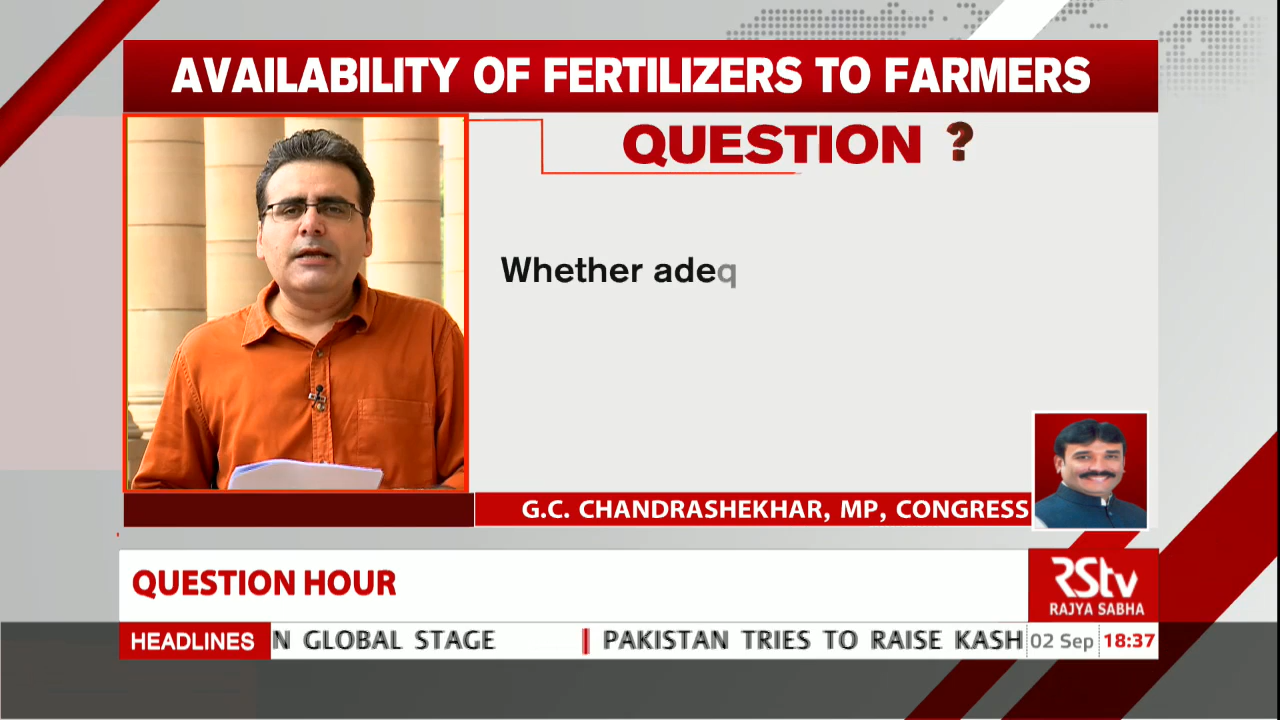 AVAILABILITY OF FERTILIZERS TO FARMERS
QUESTION ?
Whether adeq
G.C. CHANDRASHEKHAR, MP, CONGRESS
QUESTION HOUR
RStv
RAJYA SABHA
HEADLINES N GLOBAL STAGE | PAKISTAN TRIES TO RAISE KASH 02 Sep 18:37